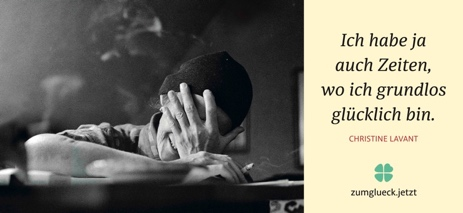 Ich habe ja
auch Zeiten,
wo ich grundlos
glücklich bin.
CHRISTINE LAVANT
zumglueck.jetzt